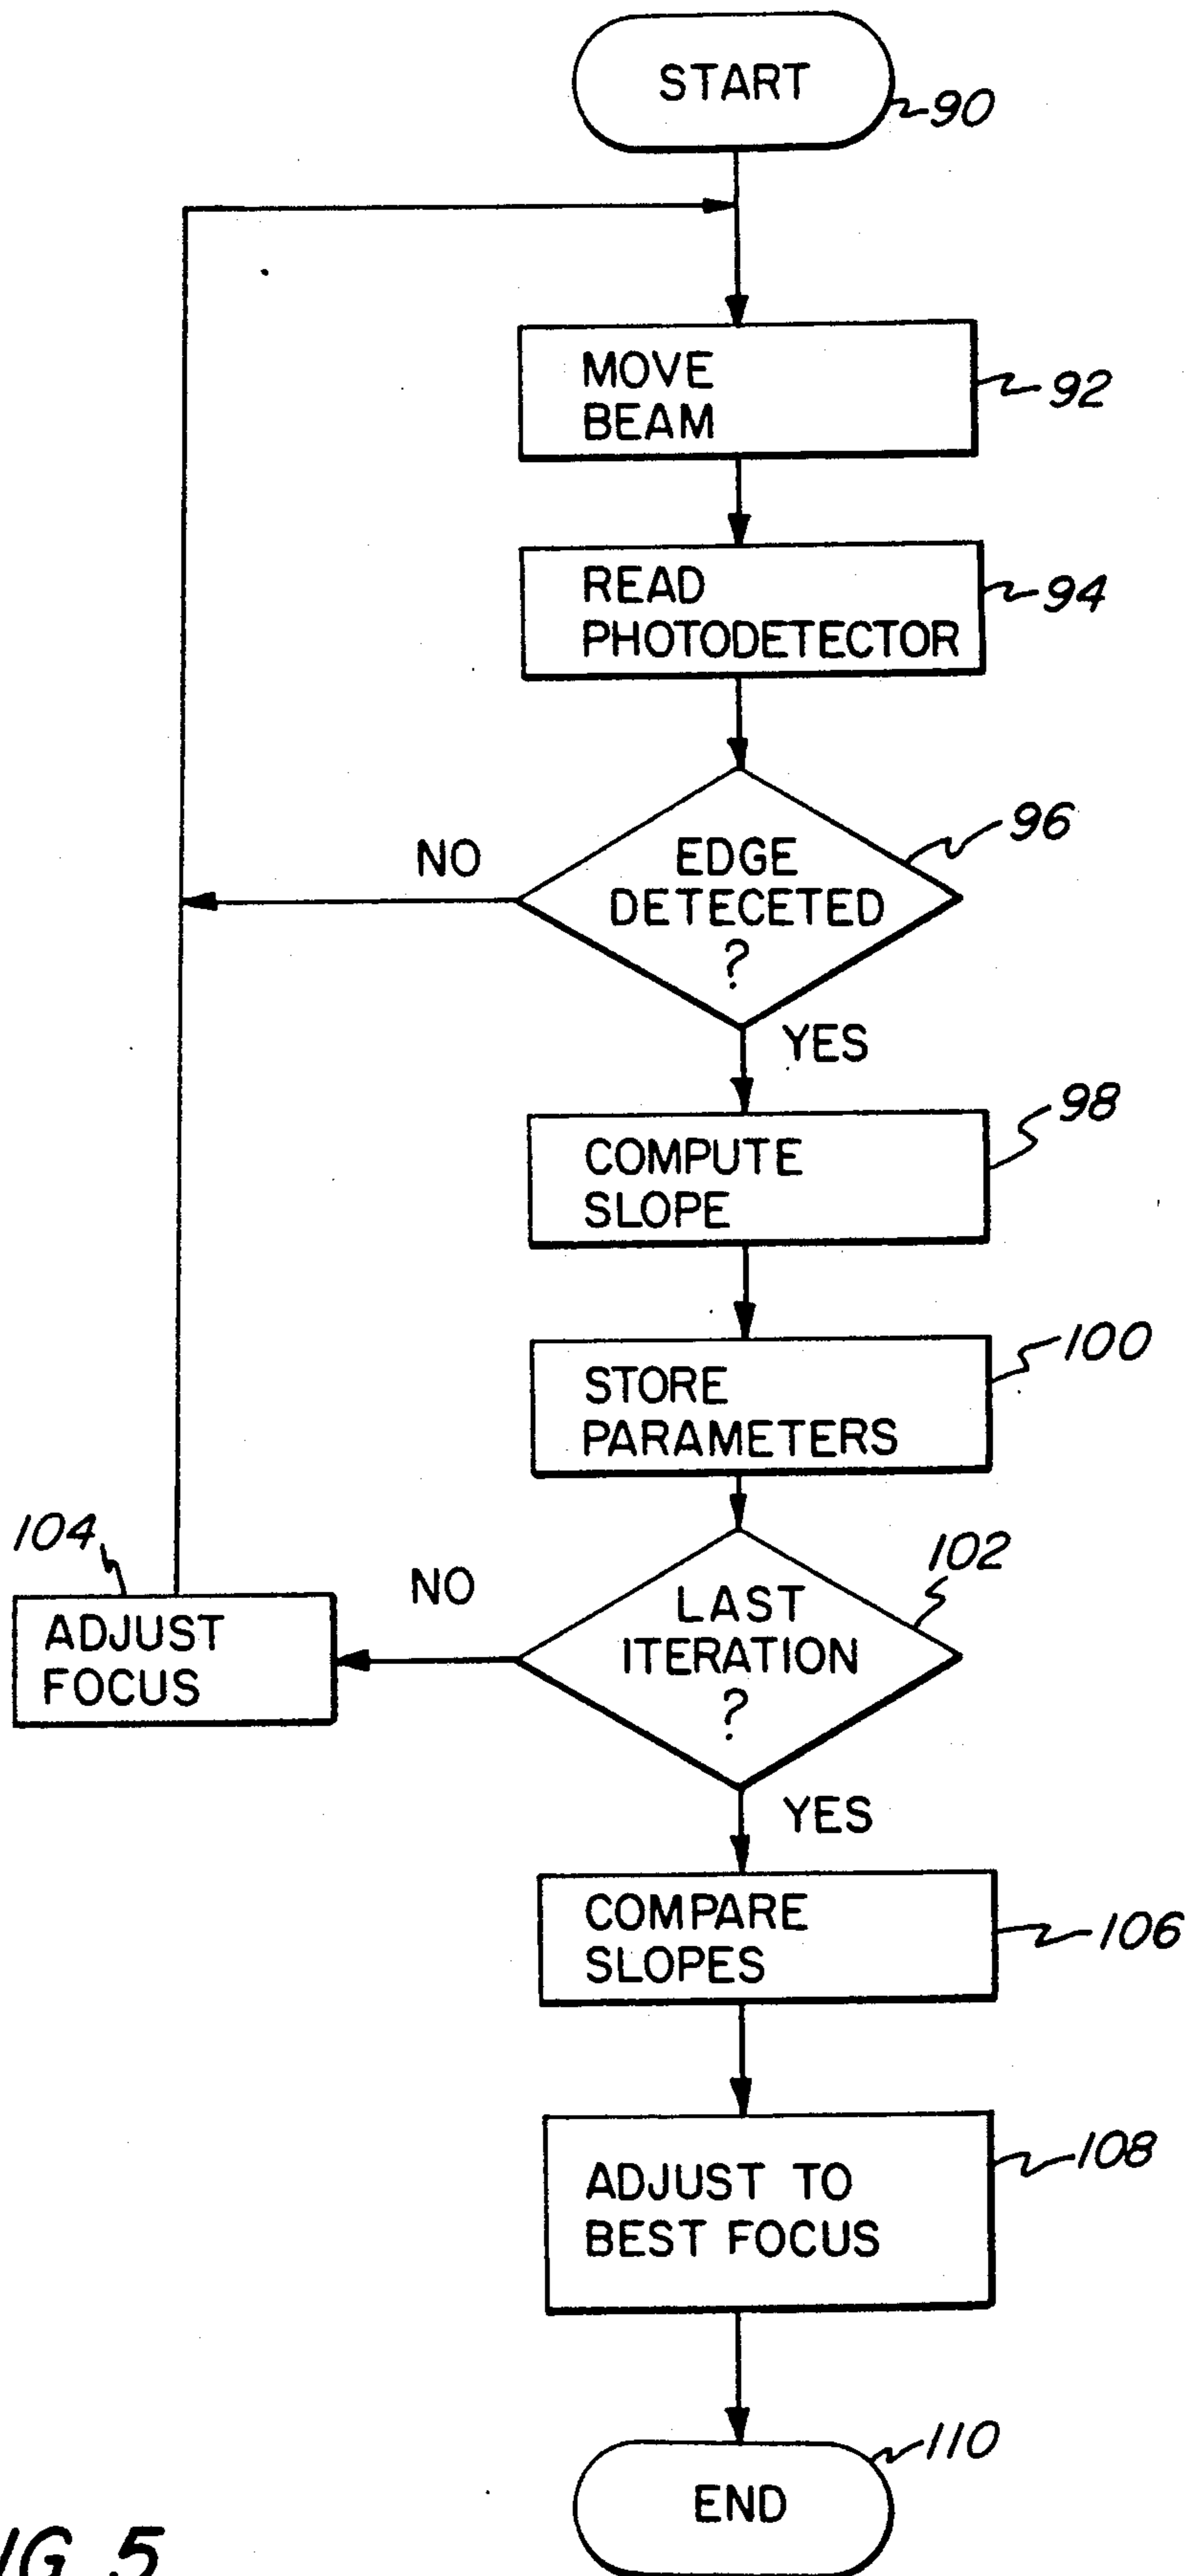 START
90
MOVE
BEAM
92
READ
PHOTODETECTOR
94
NO
EDGE
DETECETED
?
96
YES
COMPUTE
SLOPE
98
STORE
PARAMETERS
100
104
ADJUST
FOCUS
NO
LAST
ITERATION
?
102
YES
COMPARE
SLOPES
106
ADJUST TO
BEST FOCUS
108
END
110
IG 5